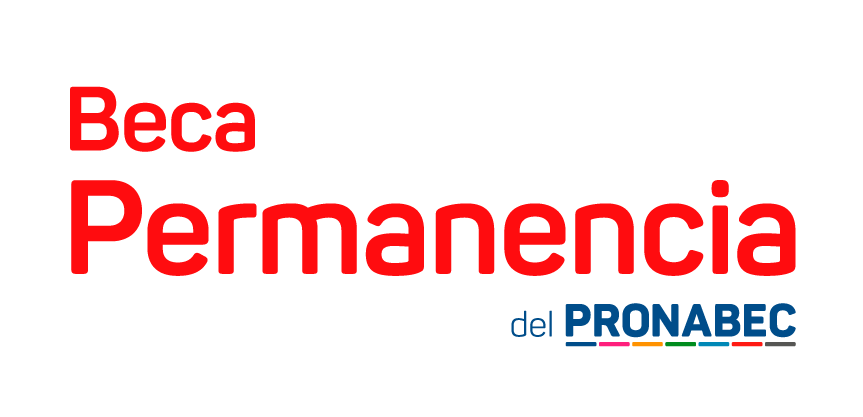 Beca
Permanencia
del PRONABEC